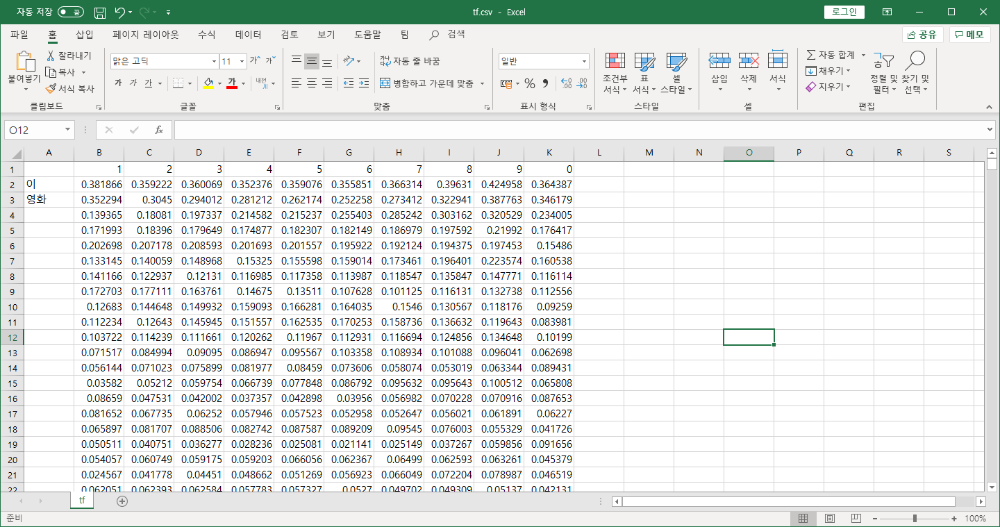 자동 저장 끔 tf.csv - Excel 로그인
파일 홈 삽입 페이지 레이아웃 수식 데이터 검토 보기 도움말 팀 검색 공유 메모
붙여넣기 잘라내기 복사 서식 복사 클립보드
맑은 고딕 11 가 가 가 가 가 가 내천 글꼴
자동 줄 바꿈 병합하고 가운데 맞춤 맞춤
일반 % 표시 형식
조건부 서식 표 서식 셀 스타일 스타일
삽입 삭제 서식 셀
자동 합계 채우기 지우기 정렬 및 필터 찾기 및 선택 편집
O12 fx
A B C D E F G H I J K L M N O P Q R S
1 1 2 3 4 5 6 7 8 9 0
2 이 0.381866 0.359222 0.360069 0.352376 0.359076 0.355851 0.366314 0.39631 0.424958 0.364387
3 영화 0.352294 0.3045 0.294012 0.281212 0.262174 0.252258 0.273412 0.322941 0.387763 0.346179
4 0.139365 0.18081 0.197337 0.214582 0.215237 0.255403 0.285242 0.303162 0.320529 0.234005
5 0.171993 0.18396 0.179649 0.174877 0.182307 0.182149 0.186979 0.197592 0.21992 0.176417
6 0.202698 0.207178 0.208593 0.201693 0.201557 0.195922 0.192124 0.194375 0.197453 0.15486
7 0.133145 0.140059 0.148968 0.15325 0.155598 0.159014 0.173461 0.196401 0.223574 0.160538
8 0.141166 0.122937 0.12131 0.116985 0.117358 0.113987 0.118547 0.135847 0.147771 0.116114
9 0.172703 0.177111 0.163761 0.14675 0.13511 0.107628 0.101125 0.116131 0.132738 0.112556
10 0.12683 0.144648 0.149932 0.159093 0.166281 0.164035 0.1546 0.130567 0.118176 0.09259
11 0.112234 0.12643 0.145945 0.151557 0.162535 0.170253 0.158736 0.136632 0.119643 0.083981
12 0.103722 0.114239 0.111661 0.120262 0.11967 0.112931 0.116694 0.124856 0.134648 0.10199
13 0.071517 0.084994 0.09095 0.086947 0.095567 0.103358 0.108934 0.101088 0.096041 0.062698
14 0.056144 0.071023 0.075899 0.081977 0.08459 0.073606 0.058074 0.053019 0.063344 0.089431
15 0.03582 0.05212 0.059754 0.066739 0.077848 0.086792 0.095632 0.095643 0.100512 0.065808
16 0.08659 0.047531 0.042002 0.037357 0.042898 0.03956 0.056982 0.070228 0.070916 0.087653
17 0.081652 0.067735 0.06252 0.057946 0.057523 0.052958 0.052647 0.056021 0.061891 0.06227
18 0.065897 0.081707 0.088506 0.082742 0.087587 0.089209 0.09545 0.076003 0.055329 0.041726
19 0.050511 0.040751 0.036277 0.028236 0.025081 0.021141 0.025149 0.037267 0.059856 0.091656
20 0.054057 0.060749 0.059175 0.059203 0.066056 0.062367 0.06499 0.062593 0.063261 0.045379
21 0.024567 0.041778 0.04451 0.048662 0.051269 0.056923 0.066049 0.072204 0.078987 0.046519
22 0.062051 0.062393 0.062584 0.057783 0.057327 0.0527 0.049702 0.049309 0.05137 0.042131
tf
준비 100%